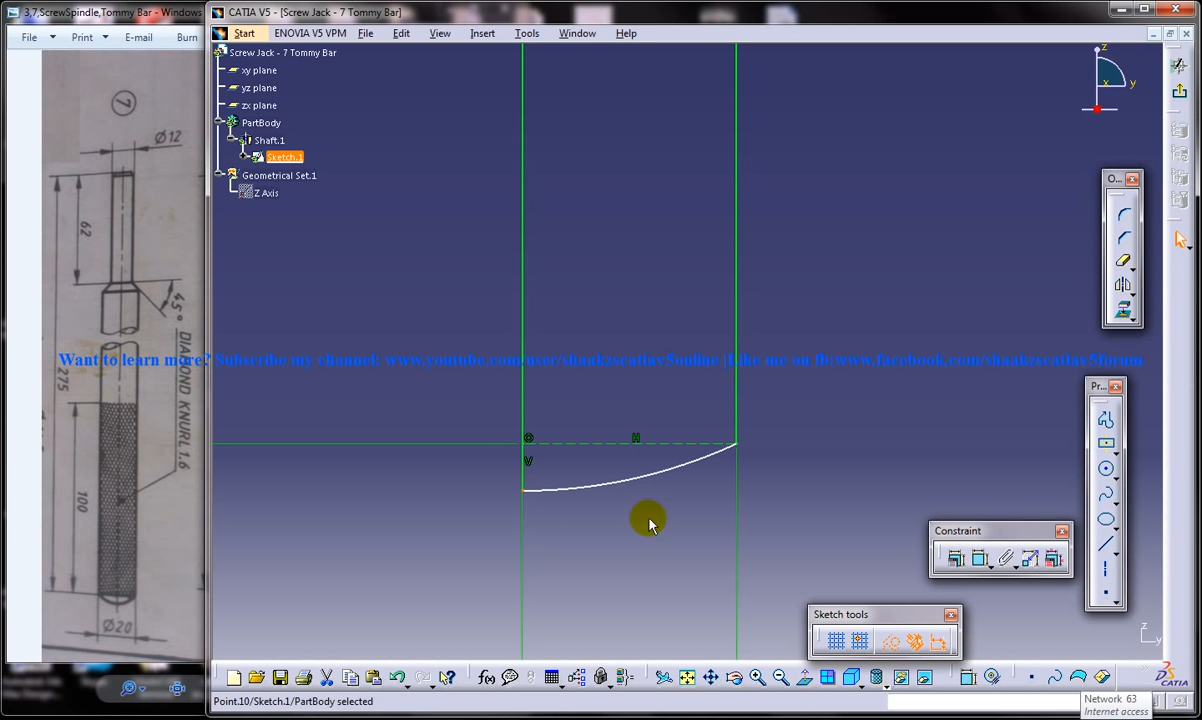 3,7,ScrewSpindle,Tommy Bar - Windows
CATIA V5 - [Screw Jack - 7 Tommy Bar]
File Print E-mail Burn
Start ENOVIA V5 VPM File Edit View Insert Tools Window Help
Screw Jack - 7 Tommy Bar
xy plane
yz plane
zx plane
PartBody
Shaft.1
Sketch.1
Geometrical Set.1
Z Axis
z
y
O...
7
Ø12
62
45°
DIAMOND KNURL 1.6
275
100
Ø20
Want to learn more? Subscribe my channel: www.youtube.com/user/shaakzscatiav5online |Like me on fb:www.facebook.com/shaakzscatiav5forum
H
V
Pr...
Constraint
Sketch tools
z
y
f(x)
CATIA
Point.10/Sketch.1/PartBody selected
Network 63
Internet access